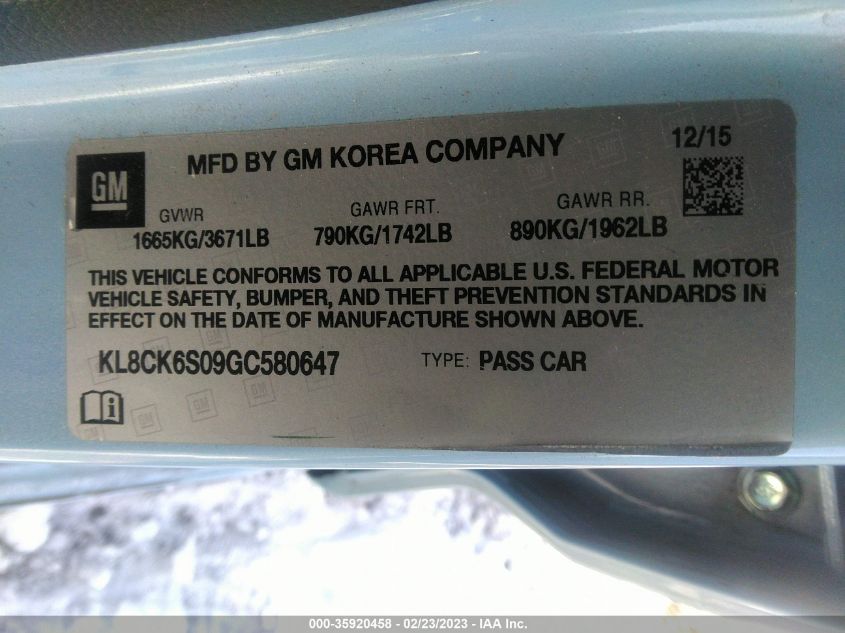 MFD BY GM KOREA COMPANY
12/15
GM
GVWR
GAWR FRT.
GAWR RR.
1665KG/3671LB
790KG/1742LB
890KG/1962LB
THIS VEHICLE CONFORMS TO ALL APPLICABLE U.S. FEDERAL MOTOR
VEHICLE SAFETY, BUMPER, AND THEFT PREVENTION STANDARDS IN
EFFECT ON THE DATE OF MANUFACTURE SHOWN ABOVE.
KL8CK6S09GC580647
TYPE: PASS CAR
000-35920458 - 02/23/2023 - IAA Inc.